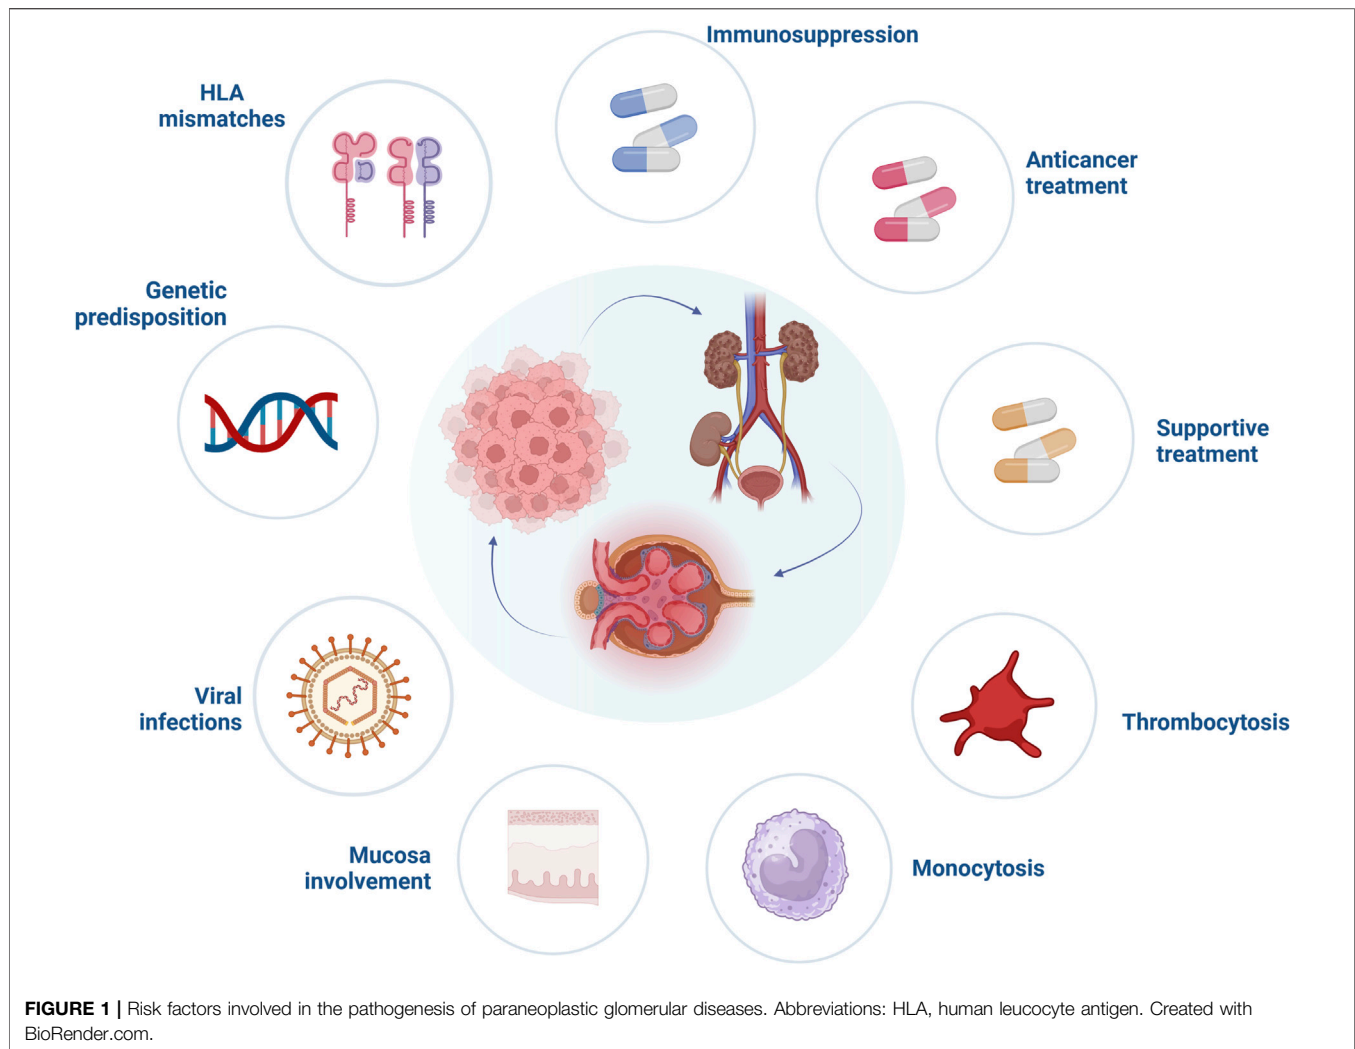 Immunosuppression
HLA
mismatches
Anticancer
treatment
Genetic
predisposition
Supportive
treatment
Viral
infections
Thrombocytosis
Mucosa
involvement
Monocytosis
FIGURE 1 | Risk factors involved in the pathogenesis of paraneoplastic glomerular diseases. Abbreviations: HLA, human leucocyte antigen. Created with
BioRender.com.